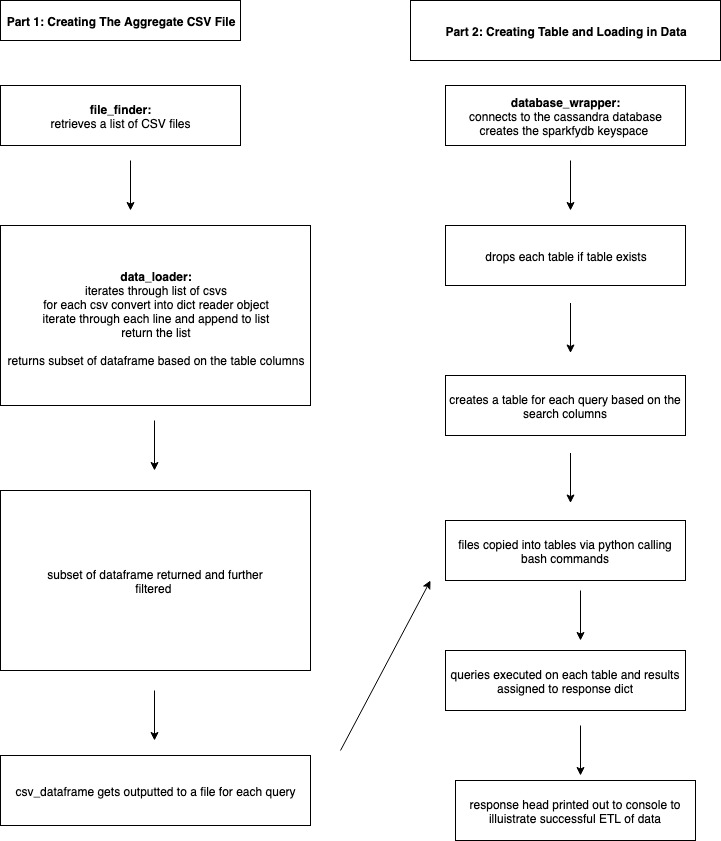 Part 1: Creating The Aggregate CSV File
file_finder:
retrieves a list of CSV files
data_loader:
iterates through list of csvs
for each csv convert into dict reader object
iterate through each line and append to list
return the list
returns subset of dataframe based on the table columns
subset of dataframe returned and further
filtered
csv_dataframe gets outputted to a file for each query
Part 2: Creating Table and Loading in Data
database_wrapper:
connects to the cassandra database
creates the sparkfydb keyspace
drops each table if table exists
creates a table for each query based on the
search columns
files copied into tables via python calling
bash commands
queries executed on each table and results
assigned to response dict
response head printed out to console to
illuistrate successful ETL of data